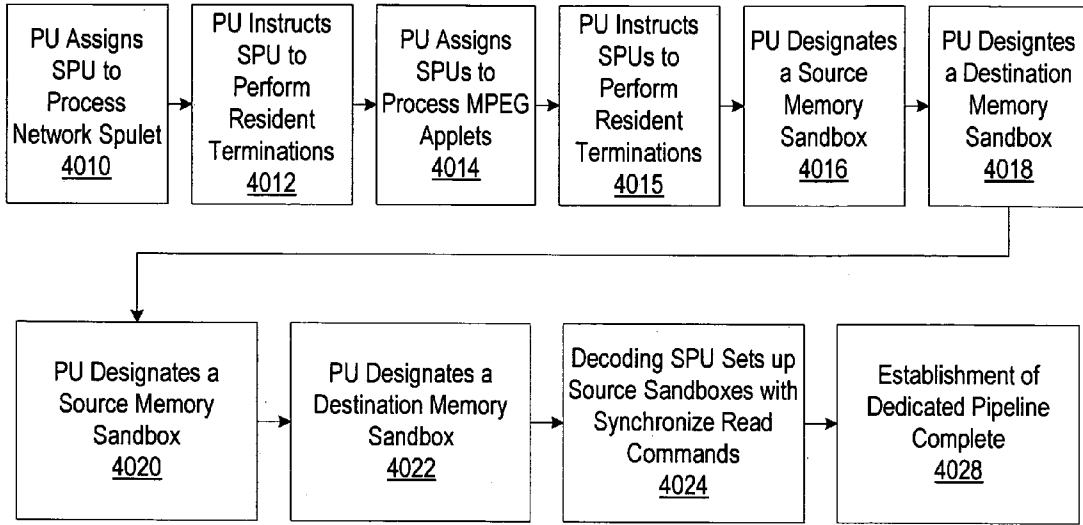 PU Assigns
SPU to
Process
Network Spulet
4010
PU Instructs
SPU to
Perform
Resident
Terminations
4012
PU Assigns
SPUs to
Process MPEG
Applets
4014
PU Instructs
SPUs to
Perform
Resident
Terminations
4015
PU Designates
a Source
Memory
Sandbox
4016
PU Designtes
a Destination
Memory
Sandbox
4018
PU Designates a
Source Memory
Sandbox
4020
PU Designates a
Destination Memory
Sandbox
4022
Decoding SPU Sets up
Source Sandboxes with
Synchronize Read
Commands
4024
Establishment of
Dedicated Pipeline
Complete
4028